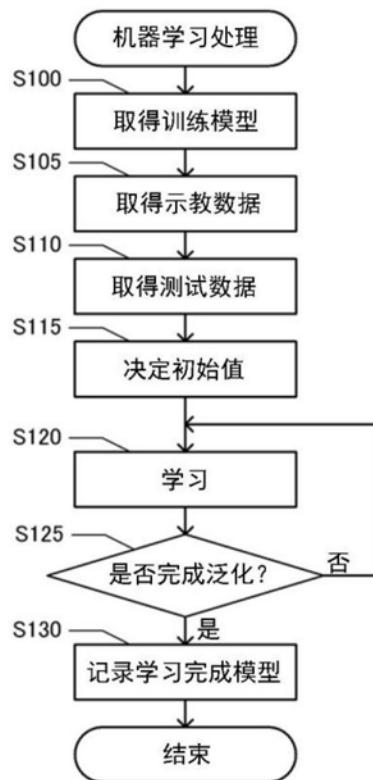 机器学习处理
S100
取得训练模型
S105
取得示教数据
S110
取得测试数据
S115
决定初始值
S120
学习
S125
是否完成泛化?
否
是
S130
记录学习完成模型
结束